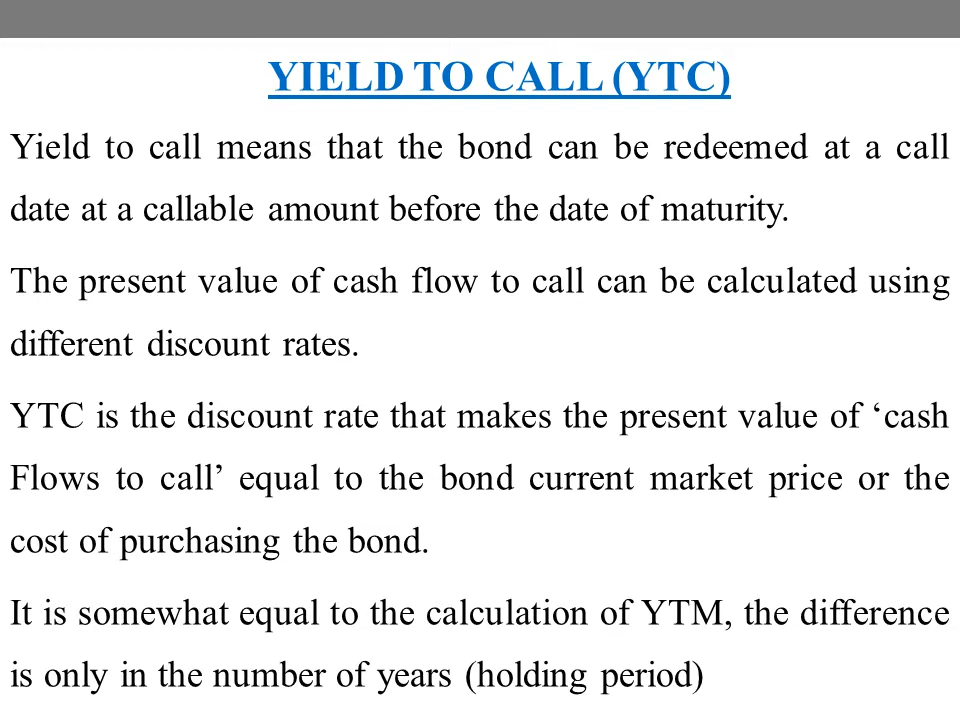 YIELD TO CALL (YTC)
Yield to call means that the bond can be redeemed at a call
date at a callable amount before the date of maturity.
The present value of cash flow to call can be calculated using
different discount rates.
YTC is the discount rate that makes the present value of ‘cash
Flows to call’ equal to the bond current market price or the
cost of purchasing the bond.
It is somewhat equal to the calculation of YTM, the difference
is only in the number of years (holding period)